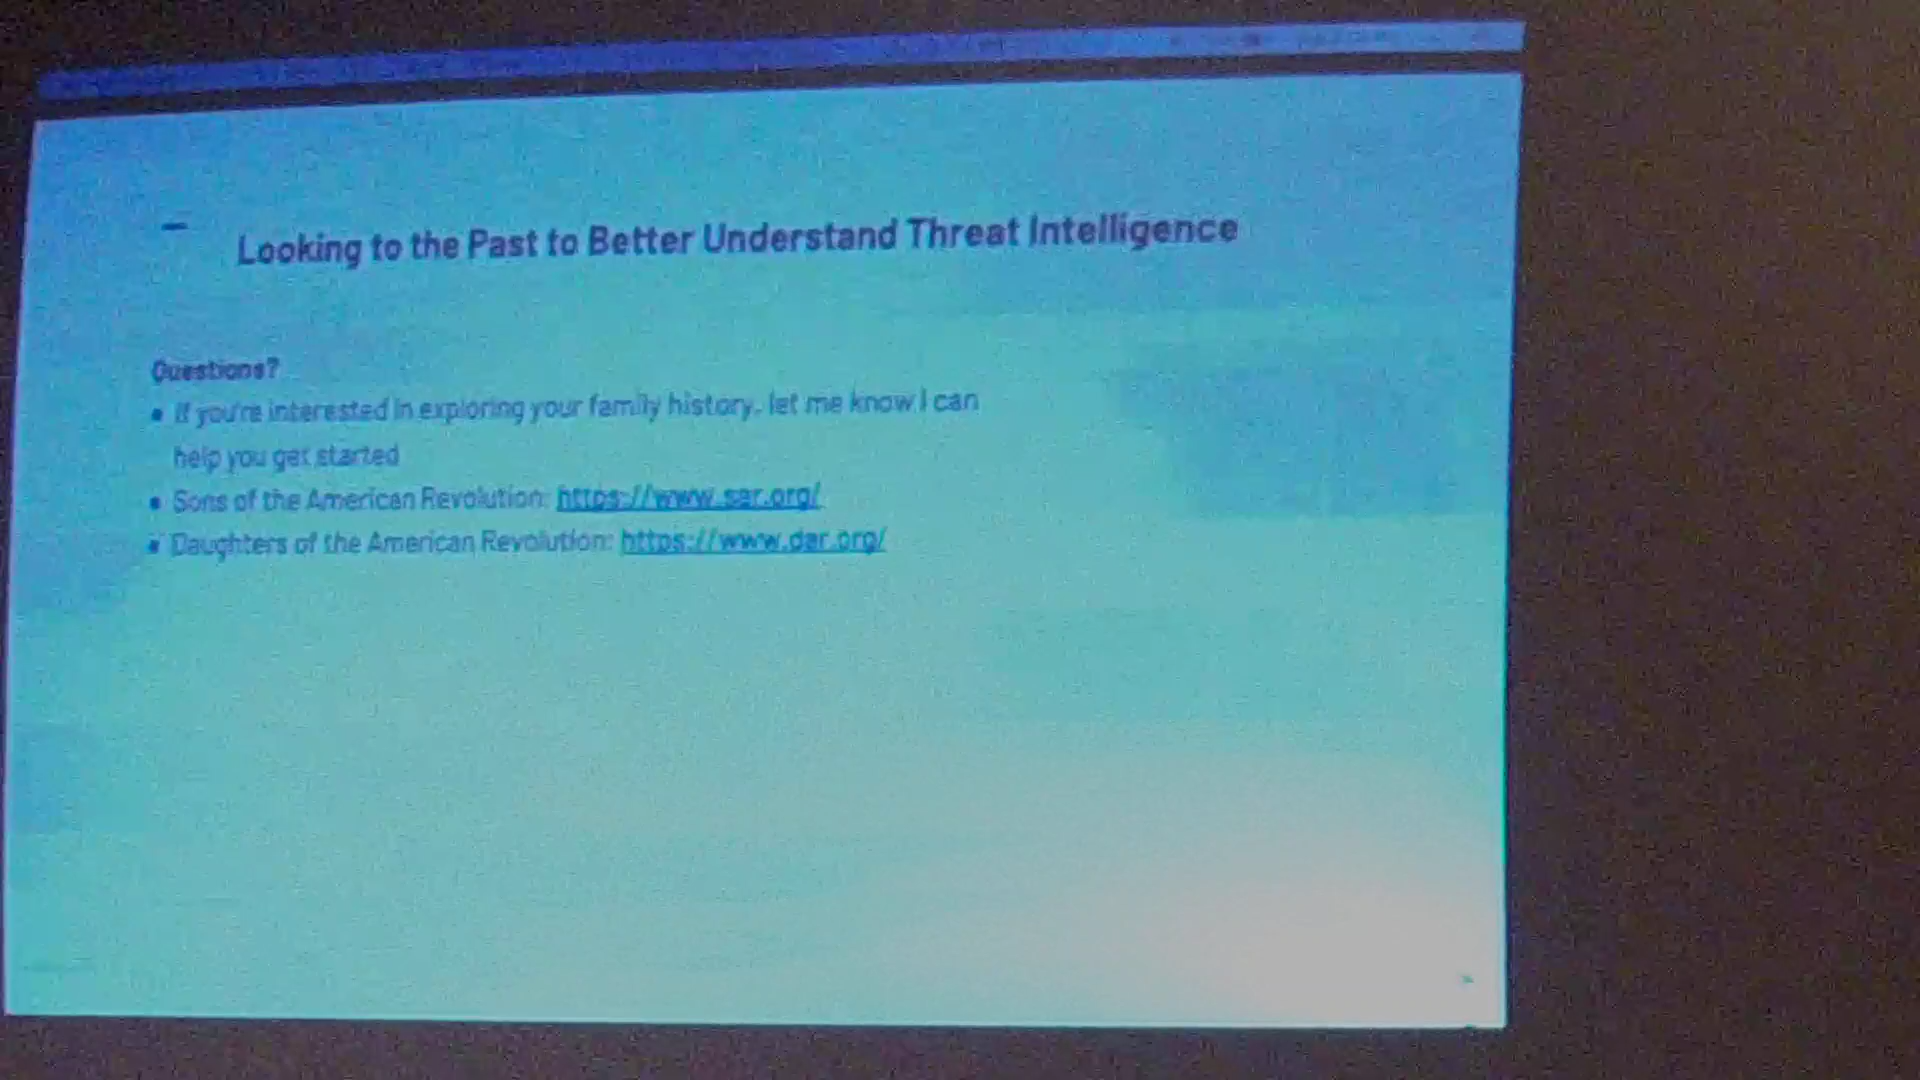 Looking to the Past to Better Understand Threat Intelligence
Questions?
• If you're interested in exploring your family history, let me know I can
help you get started
• Sons of the American Revolution: https://www.sar.org/
• Daughters of the American Revolution: https://www.dar.org/